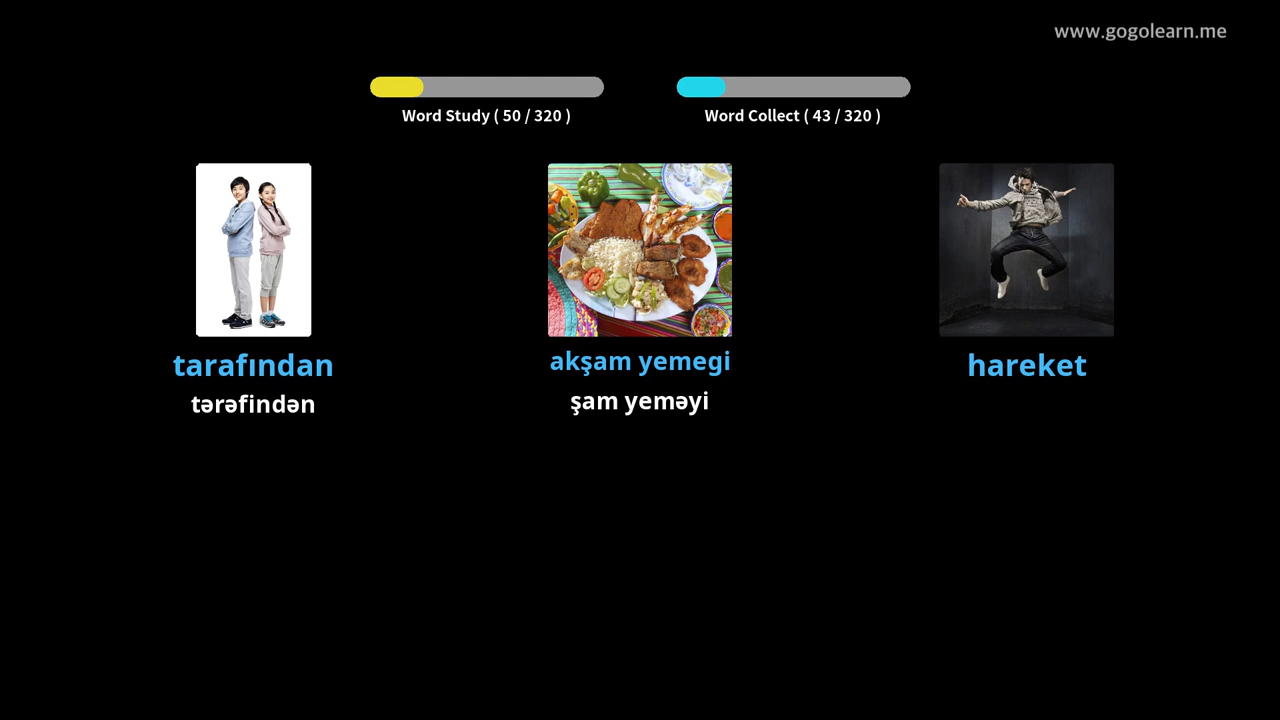 www.gogolearn.me
Word Study ( 50 / 320 )
Word Collect ( 43 / 320 )
tarafından
tərəfindən
akşam yemegi
şam yeməyi
hareket